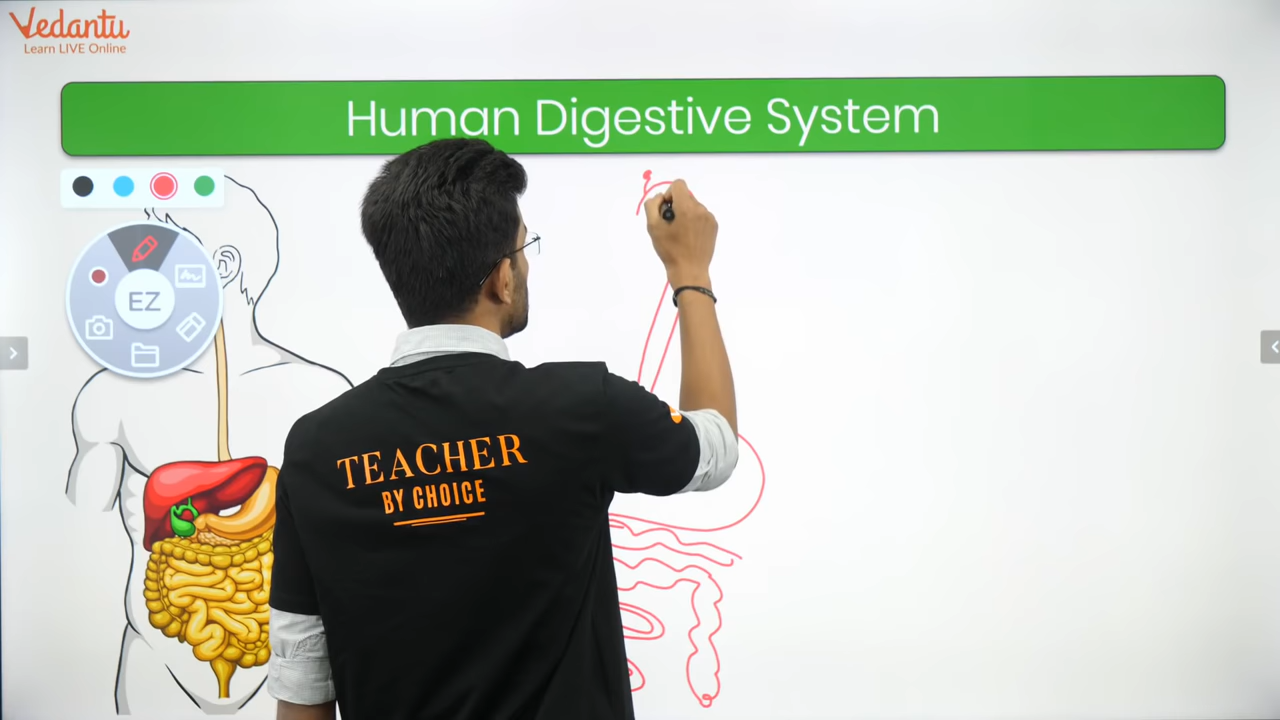 Vedantu
Learn LIVE Online
Human Digestive System
EZ
TEACHER
BY CHOICE